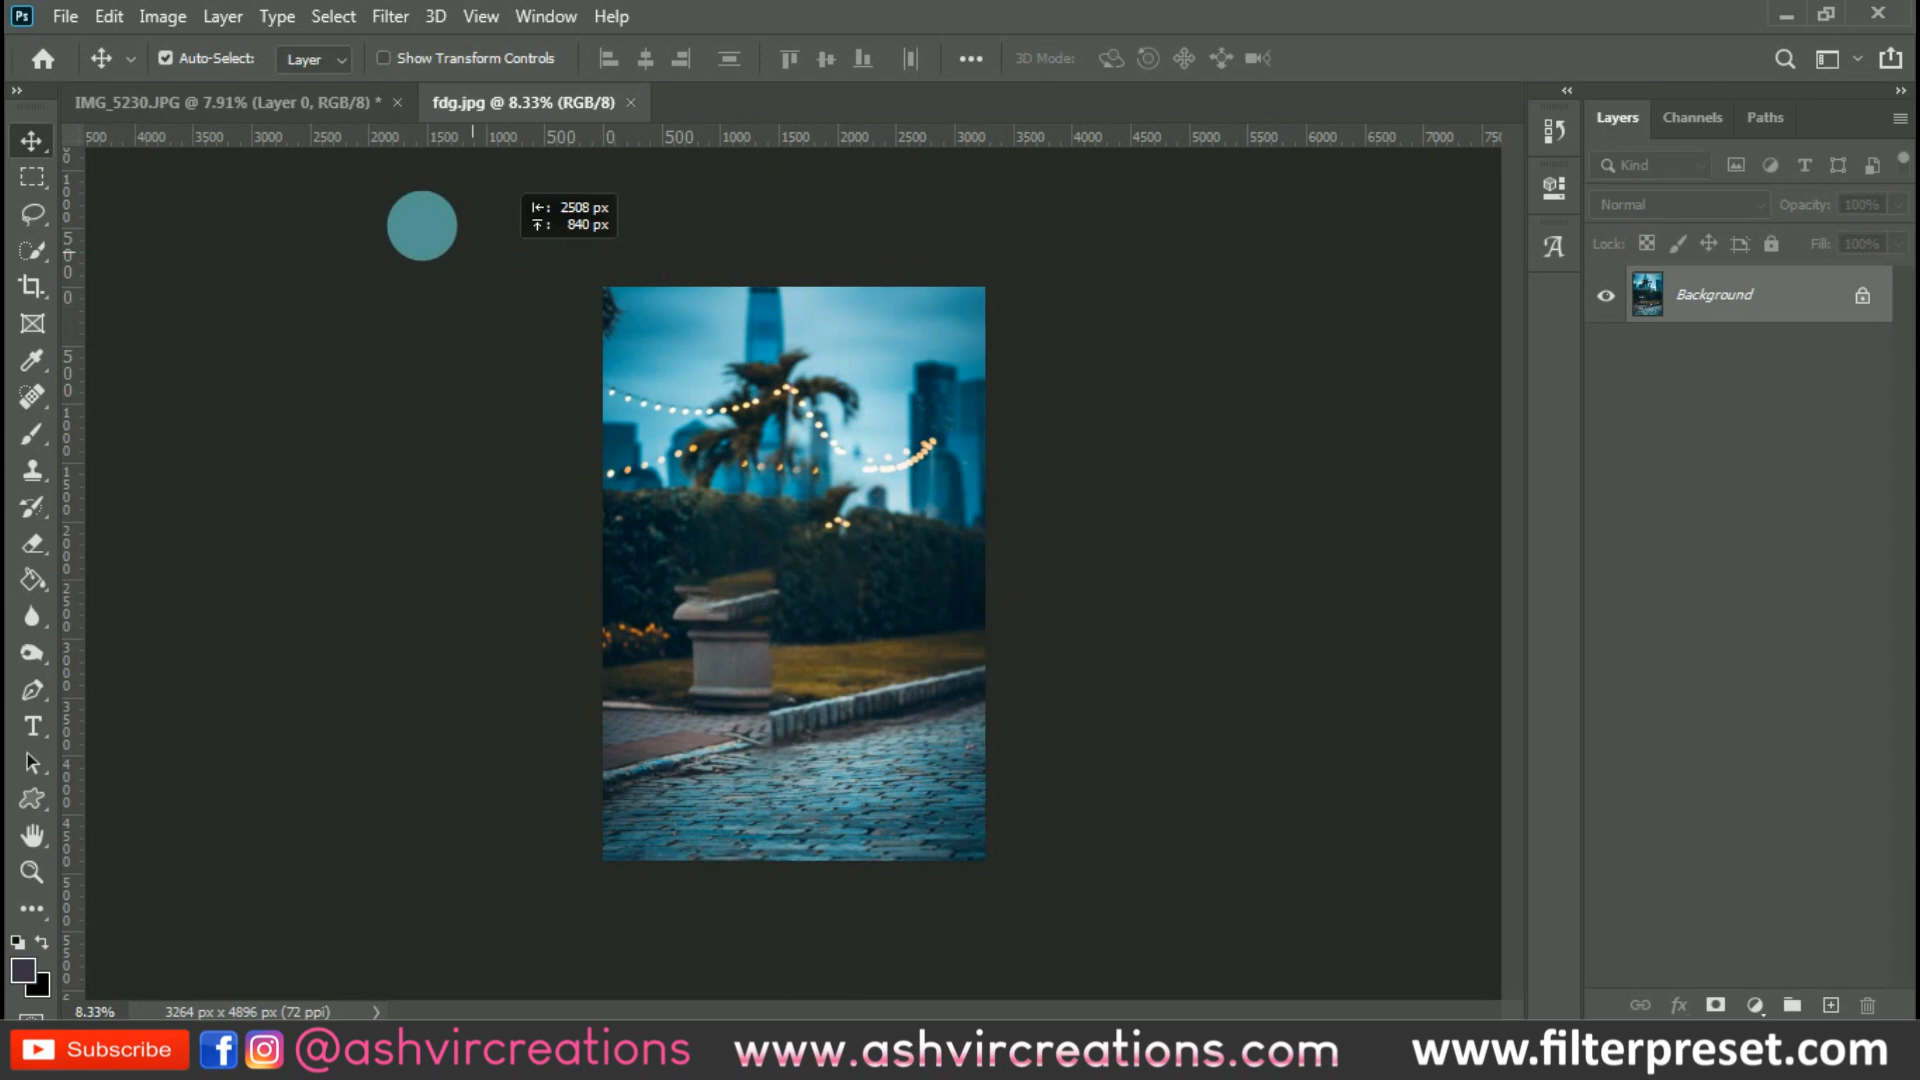 Ps File Edit Image Layer Type Select Filter 3D View Window Help
Auto-Select: Layer Show Transform Controls 3D Mode:
IMG_5230.JPG @ 7.91% (Layer 0, RGB/8) * × fdg.jpg @ 8.33% (RGB/8) ×
500 4000 3500 3000 2500 2000 1500 1000 500 0 500 1000 1500 2000 2500 3000 3500 4000 4500 5000 5500 6000 6500 7000 750
2508 px
840 px
Layers Channels Paths
Kind
Normal Opacity: 100%
Lock: Fill: 100%
Background
8.33% 3264 px x 4896 px (72 ppi)
Subscribe @ashvircreations www.ashvircreations.com www.filterpreset.com